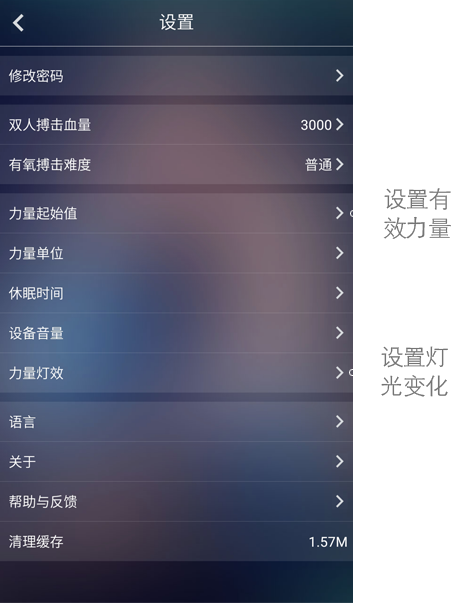 设置
修改密码
双人搏击血量 3000
有氧搏击难度 普通
力量起始值
力量单位
休眠时间
设备音量
力量灯效
语言
关于
帮助与反馈
清理缓存 1.57M
设置有
效力量
设置灯
光变化